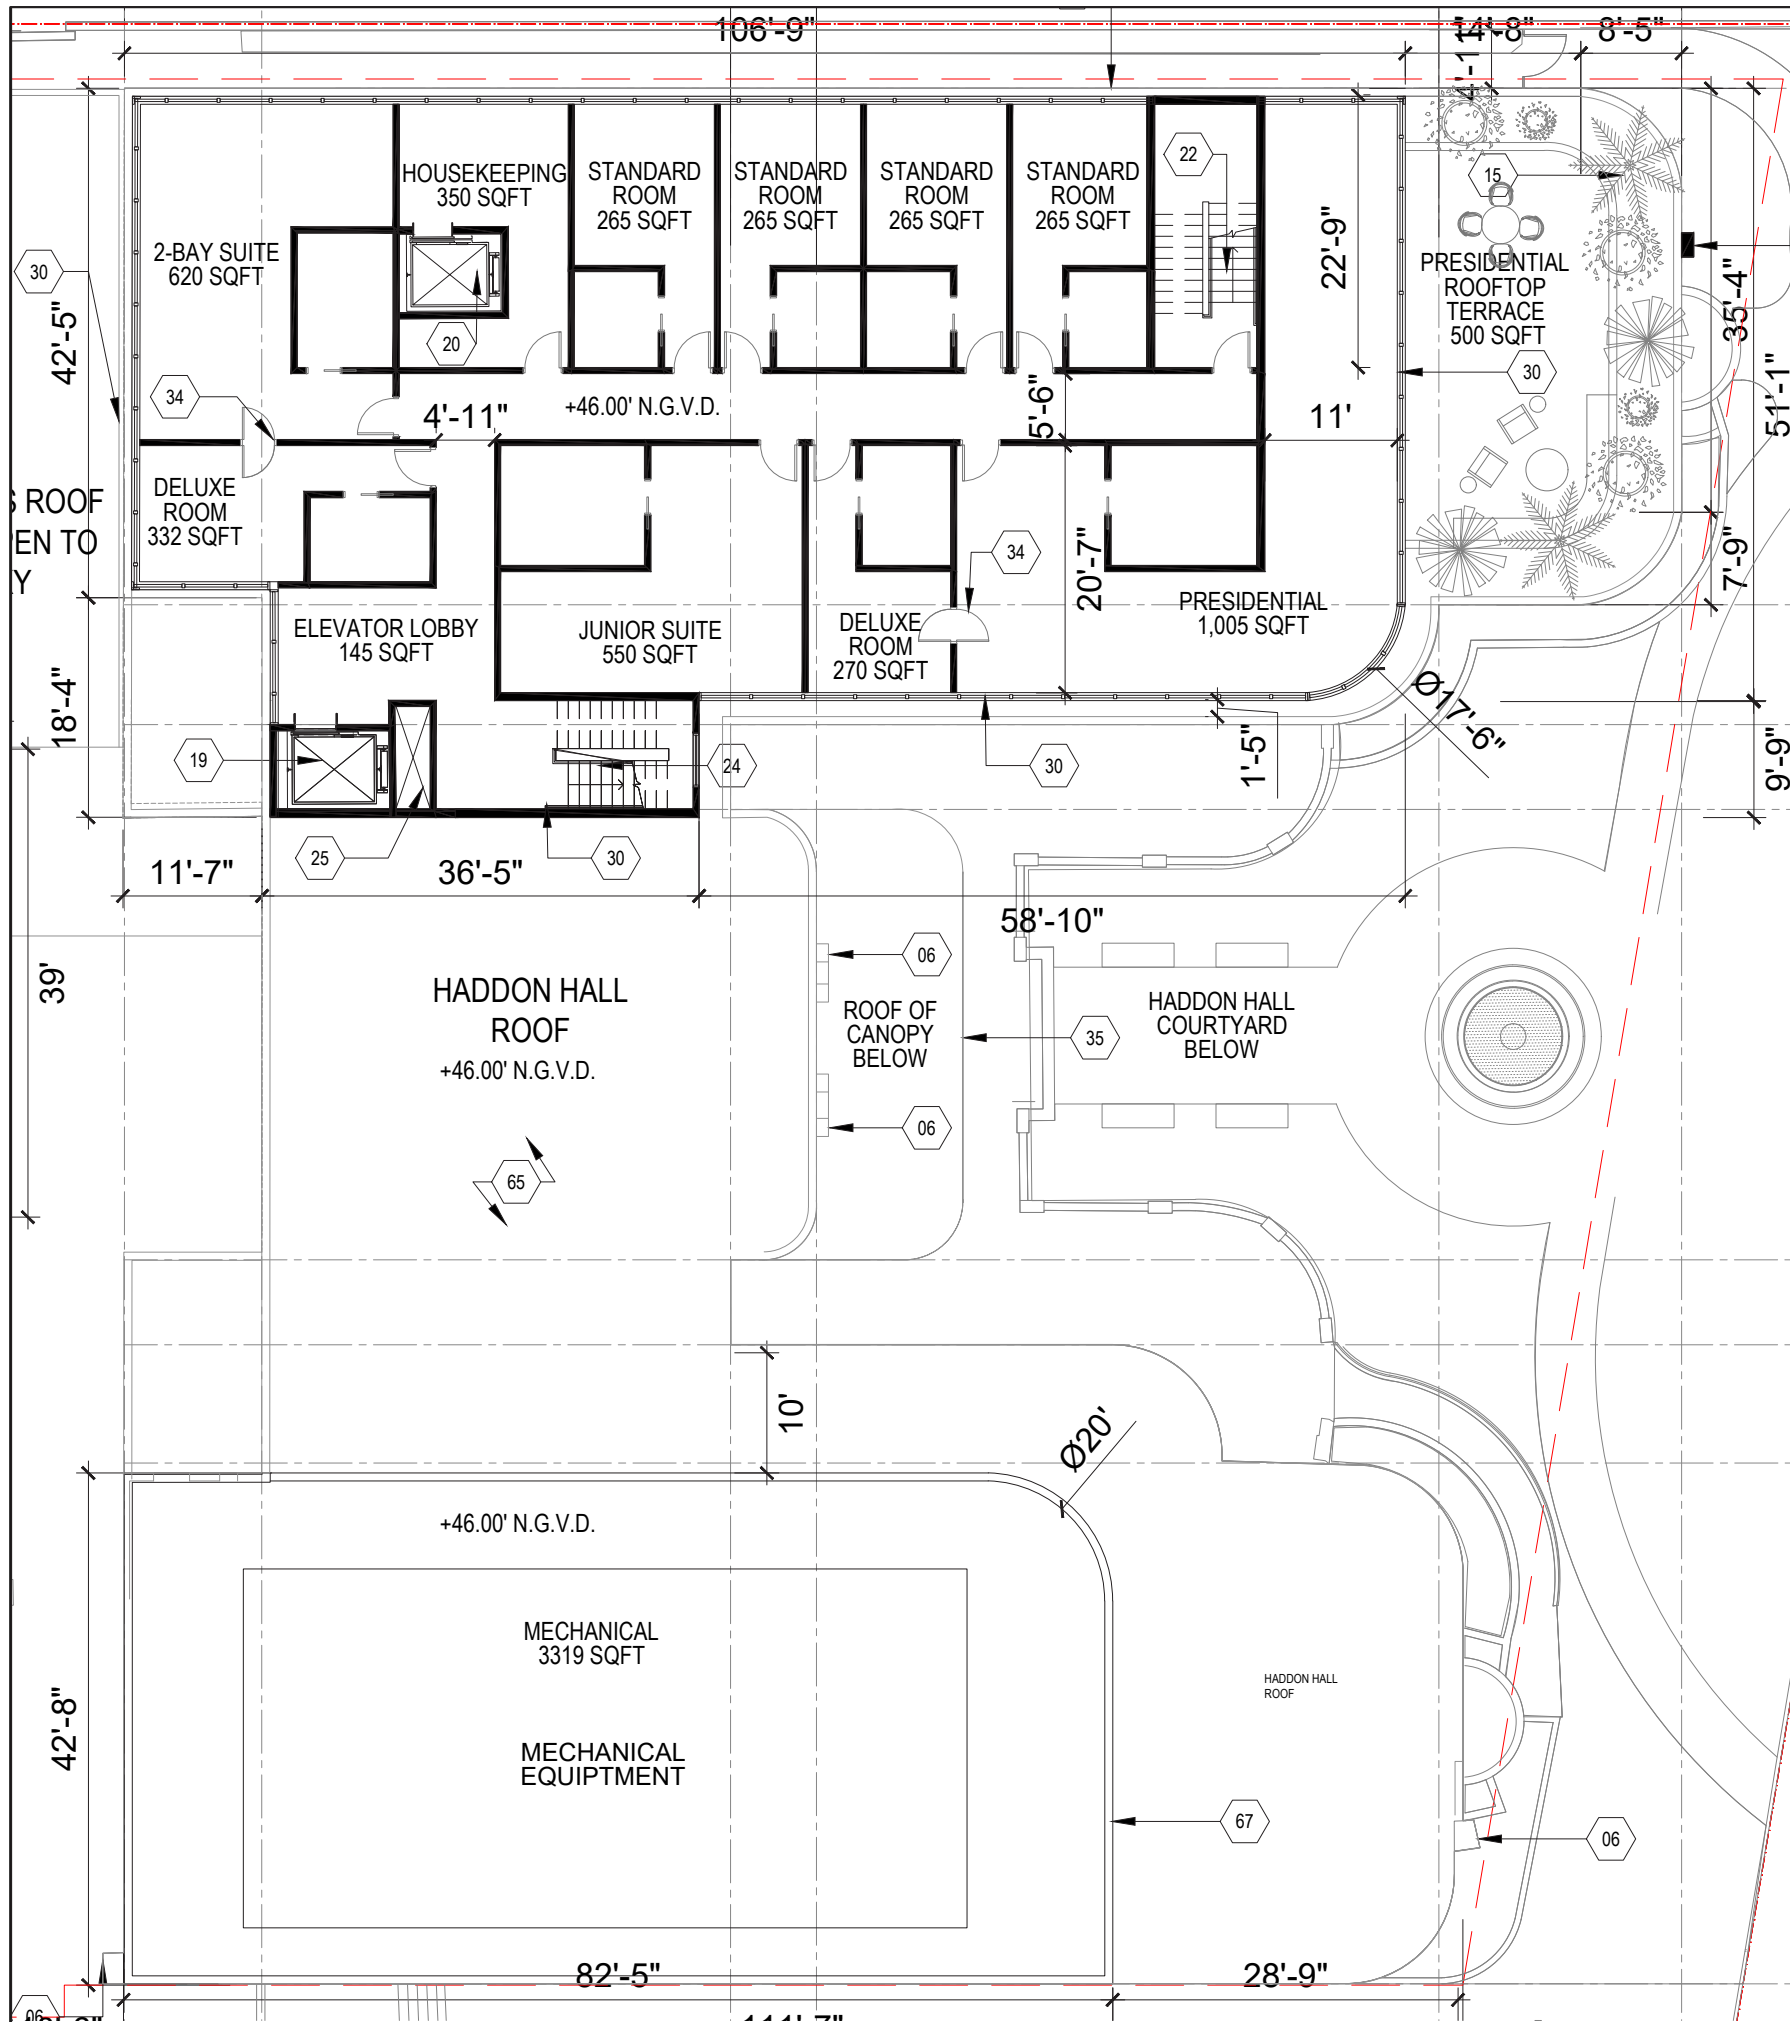 106'-9"
14'-8"
8'-5"
4'-11"
22
15
HOUSEKEEPING
350 SQFT
STANDARD
ROOM
265 SQFT
STANDARD
ROOM
265 SQFT
STANDARD
ROOM
265 SQFT
STANDARD
ROOM
265 SQFT
2-BAY SUITE
620 SQFT
22'-9"
PRESIDENTIAL
ROOFTOP
TERRACE
500 SQFT
35'-4"
51'-1"
30
42'-5"
20
30
34
4'-11"
+46.00' N.G.V.D.
5'-6"
11'
DELUXE
ROOM
332 SQFT
S ROOF
EN TO
Y
34
20'-7"
7'-9"
ELEVATOR LOBBY
145 SQFT
JUNIOR SUITE
550 SQFT
DELUXE
ROOM
270 SQFT
PRESIDENTIAL
1,005 SQFT
18'-4"
Ø17'-6"
19
24
30
1'-5"
9'-9"
25
30
11'-7"
36'-5"
58'-10"
39'
06
HADDON HALL
ROOF
+46.00' N.G.V.D.
ROOF OF
CANOPY
BELOW
35
HADDON HALL
COURTYARD
BELOW
06
65
10'
Ø20'
+46.00' N.G.V.D.
MECHANICAL
3319 SQFT
HADDON HALL
ROOF
42'-8"
MECHANICAL
EQUIPTMENT
67
06
82'-5"
28'-9"
06
111'-7"